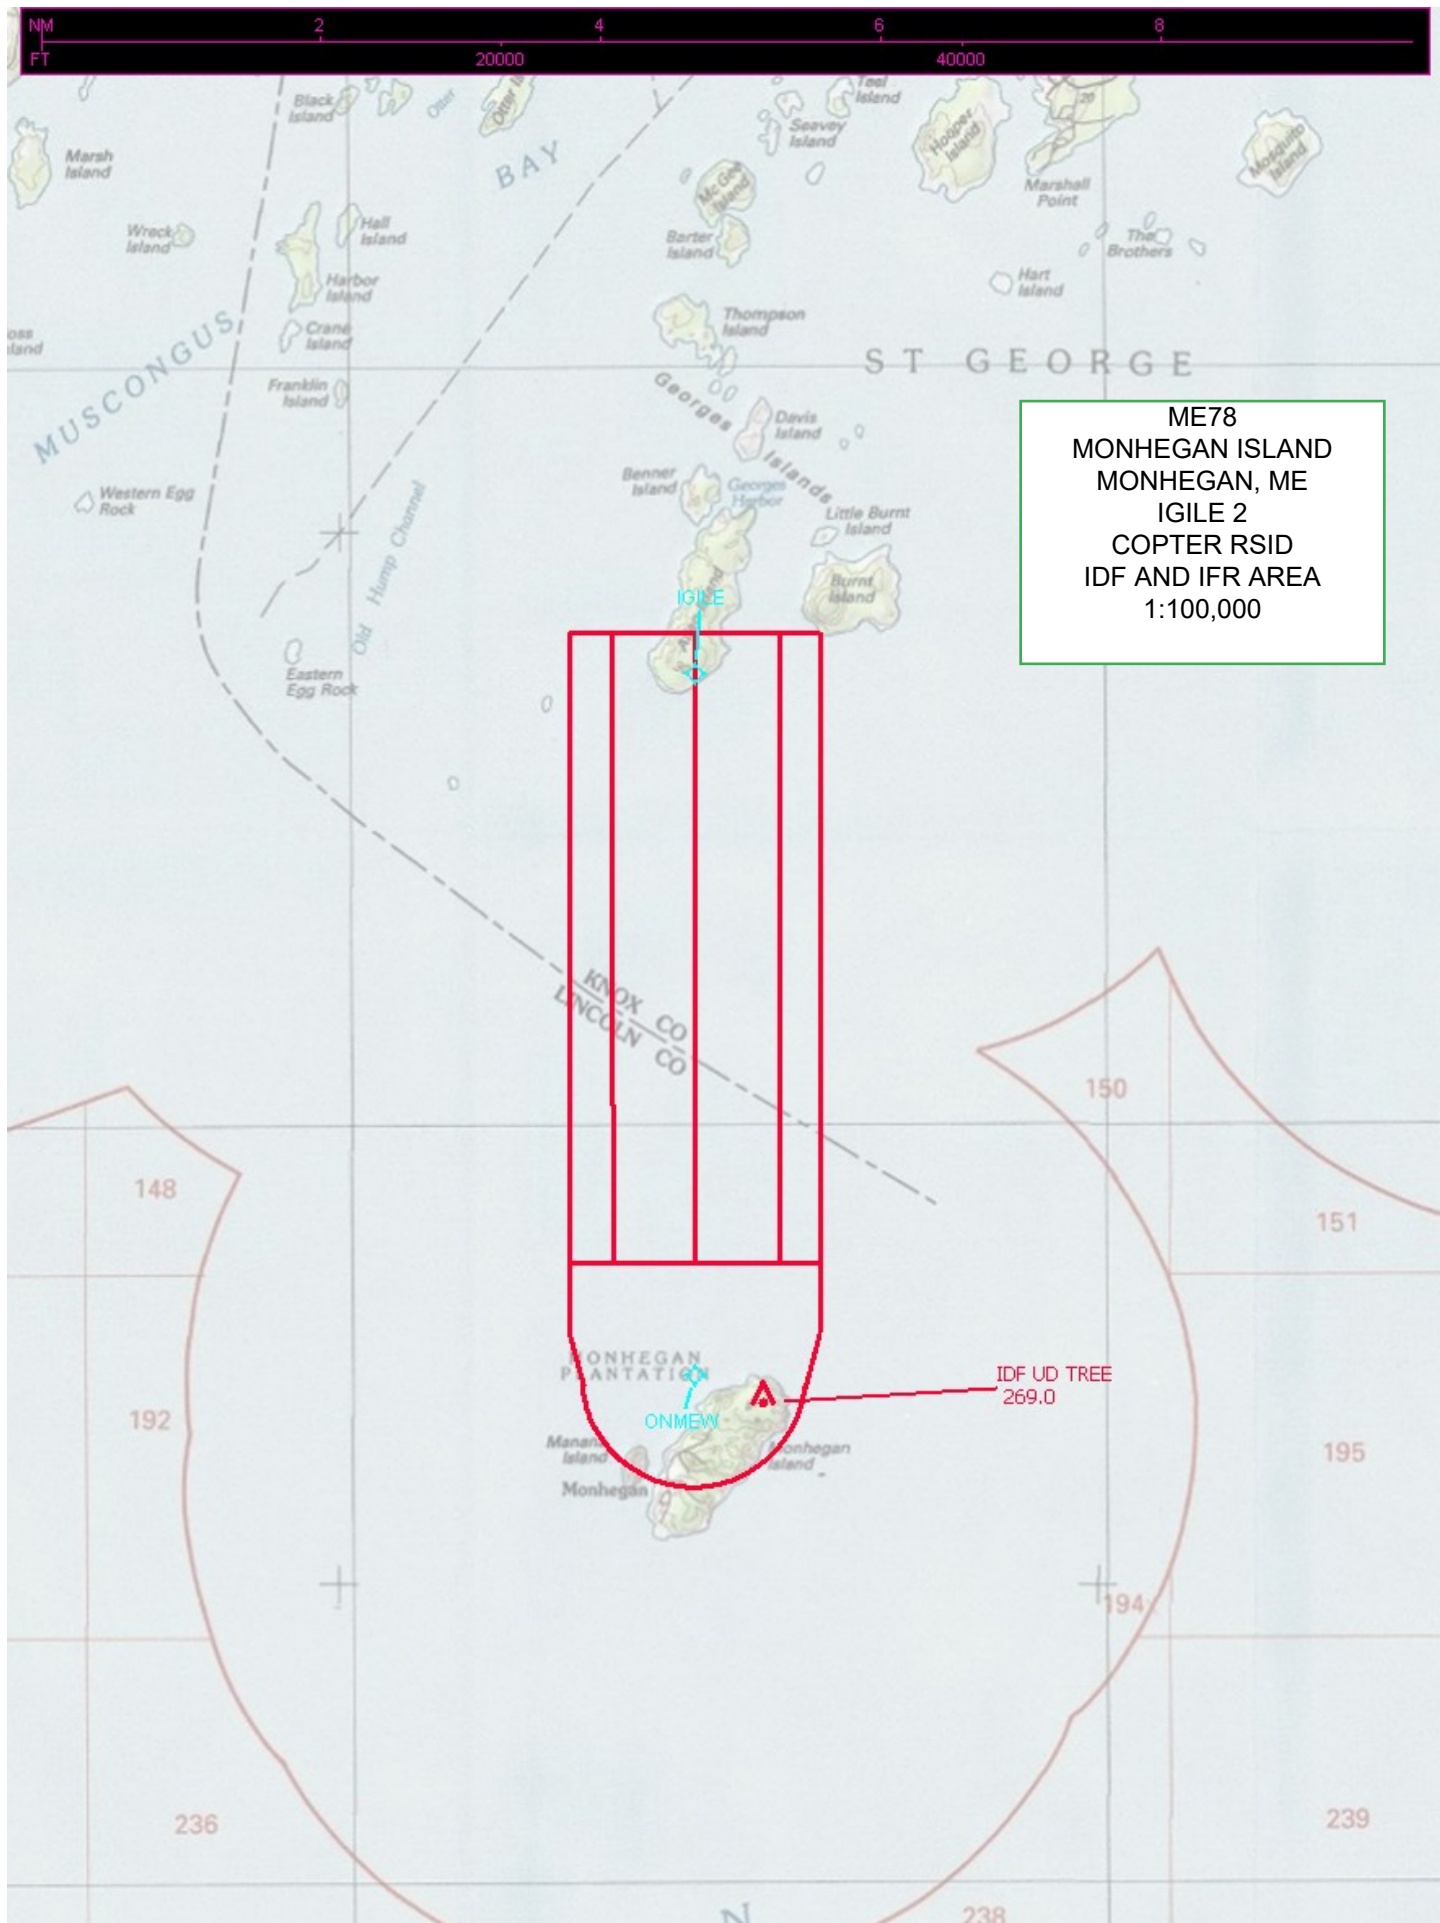 NM 2 4 6 8
FT 20000 40000
Black
Island
Otter
Otter Is
Teel
Island
Seavey
Island
Hooper
Island
20
Marshall
Point
Mosquito
Island
Marsh
Island
BAY
Mc Gee
Island
Wreck
Island
Hall
Island
Barter
Island
The
Brothers
Harbor
Island
Hart
Island
Crane
Island
Thompson
Island
MUSCONGUS
ST GEORGE
Franklin
Island
Georges Islands
Davis
Island
ME78
MONHEGAN ISLAND
MONHEGAN, ME
IGILE 2
COPTER RSID
IDF AND IFR AREA
1:100,000
Benner
Island
Georges
Harbor
Western Egg
Rock
Old Hump Channel
Little Burnt
Island
Burnt
Island
IGILE
Eastern
Egg Rock
KNOX CO
LINCOLN CO
150
148
151
MONHEGAN
PLANTATION
IDF UD TREE
269.0
ONMEW
192
195
Manana
Island
Monhegan
Island
Monhegan
194
236
239
238
N